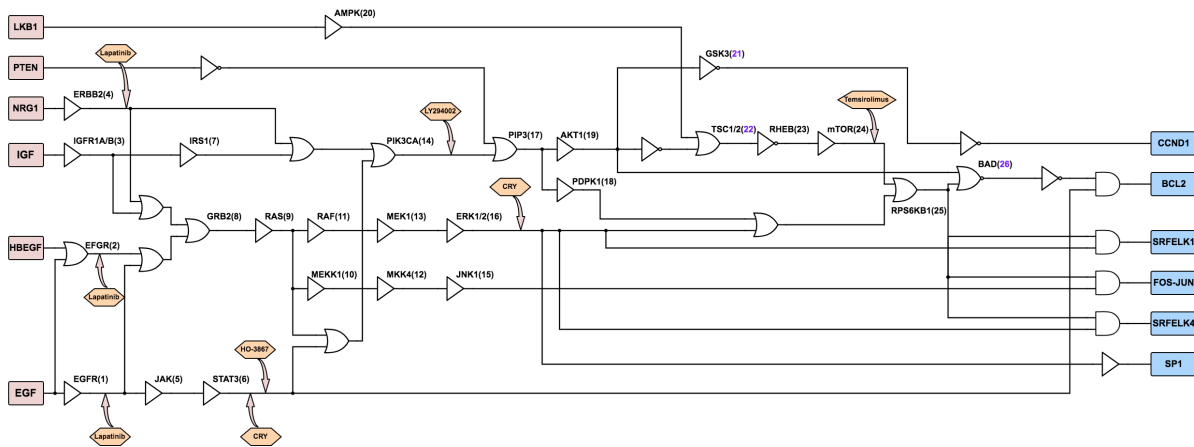 LKB1
AMPK(20)
Lapatinib
GSK3(21)
PTEN
ERBB2(4)
NRG1
LY294002
Temsirolimus
TSC1/2(22)
RHEB(23)
mTOR(24)
PIP3(17)
AKT1(19)
IGFR1A/B(3)
IRS1(7)
PIK3CA(14)
IGF
CCND1
BAD(26)
PDPK1(18)
BCL2
CRY
RPS6KB1(25)
GRB2(8)
RAS(9)
RAF(11)
MEK1(13)
ERK1/2(16)
HBEGF
EFGR(2)
SRFELK1
MEKK1(10)
MKK4(12)
JNK1(15)
FOS-JUN
Lapatinib
SRFELK4
HO-3867
SP1
EGF
EGFR(1)
JAK(5)
STAT3(6)
Lapatinib
CRY